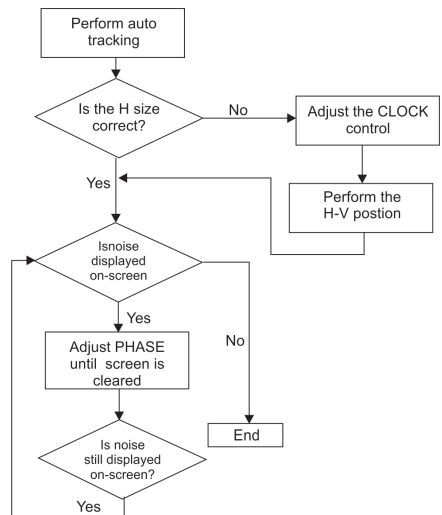 Perform auto
tracking
Is the H size
correct?
No
Adjust the CLOCK
control
Yes
Perform the
H-V postion
Isnoise
displayed
on-screen
Yes
No
Adjust PHASE
until screen is
cleared
End
Is noise
still displayed
on-screen?
Yes